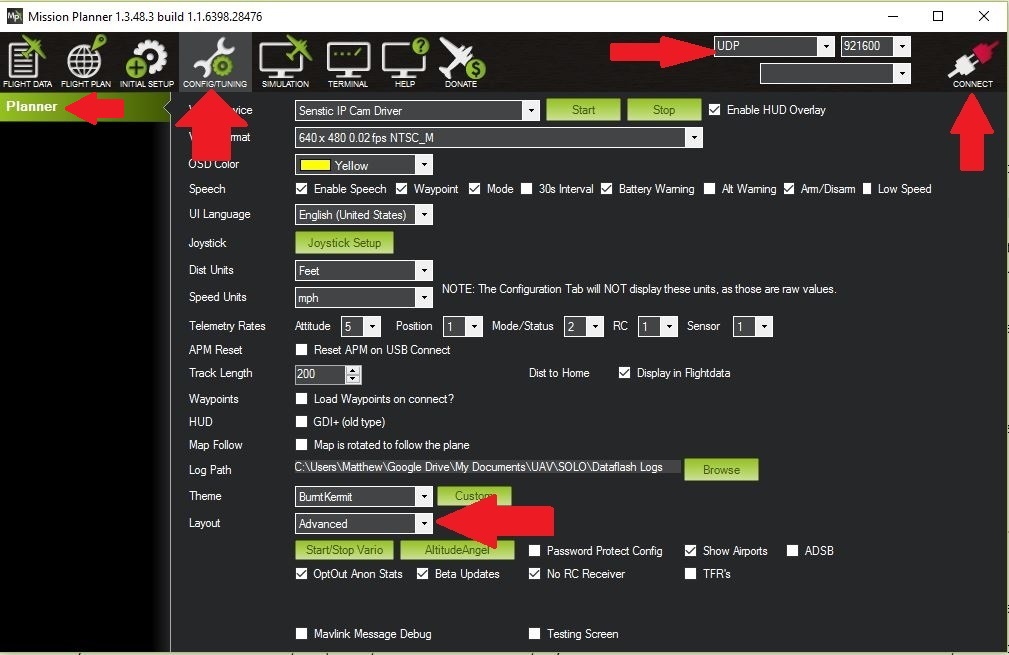 Mission Planner 1.3.48.3 build 1.1.6398.28476
UDP 921600
FLIGHT DATA FLIGHT PLAN INITIAL SETUP CONFIG/TUNING SIMULATION TERMINAL HELP DONATE CONNECT
Planner
Senstic IP Cam Driver Start Stop Enable HUD Overlay
640 x 480 0.02 fps NTSC_M
OSD Color Yellow
Speech Enable Speech Waypoint Mode 30s Interval Battery Warning Alt Warning Arm/Disarm Low Speed
UI Language English (United States)
Joystick Joystick Setup
Dist Units Feet
NOTE: The Configuration Tab will NOT display these units, as those are raw values.
Speed Units mph
Telemetry Rates Attitude 5 Position 1 Mode/Status 2 RC 1 Sensor 1
APM Reset Reset APM on USB Connect
Track Length 200 Dist to Home Display in Flightdata
Waypoints Load Waypoints on connect?
HUD GDI+ (old type)
Map Follow Map is rotated to follow the plane
Log Path C:\Users\Matthew\Google Drive\My Documents\UAV\SOLO\Dataflash Logs Browse
Theme BurntKermit Custom
Layout Advanced
Start/Stop Vario AltitudeAngel Password Protect Config Show Airports ADSB
OptOut Anon Stats Beta Updates No RC Receiver TFR's
Mavlink Message Debug Testing Screen